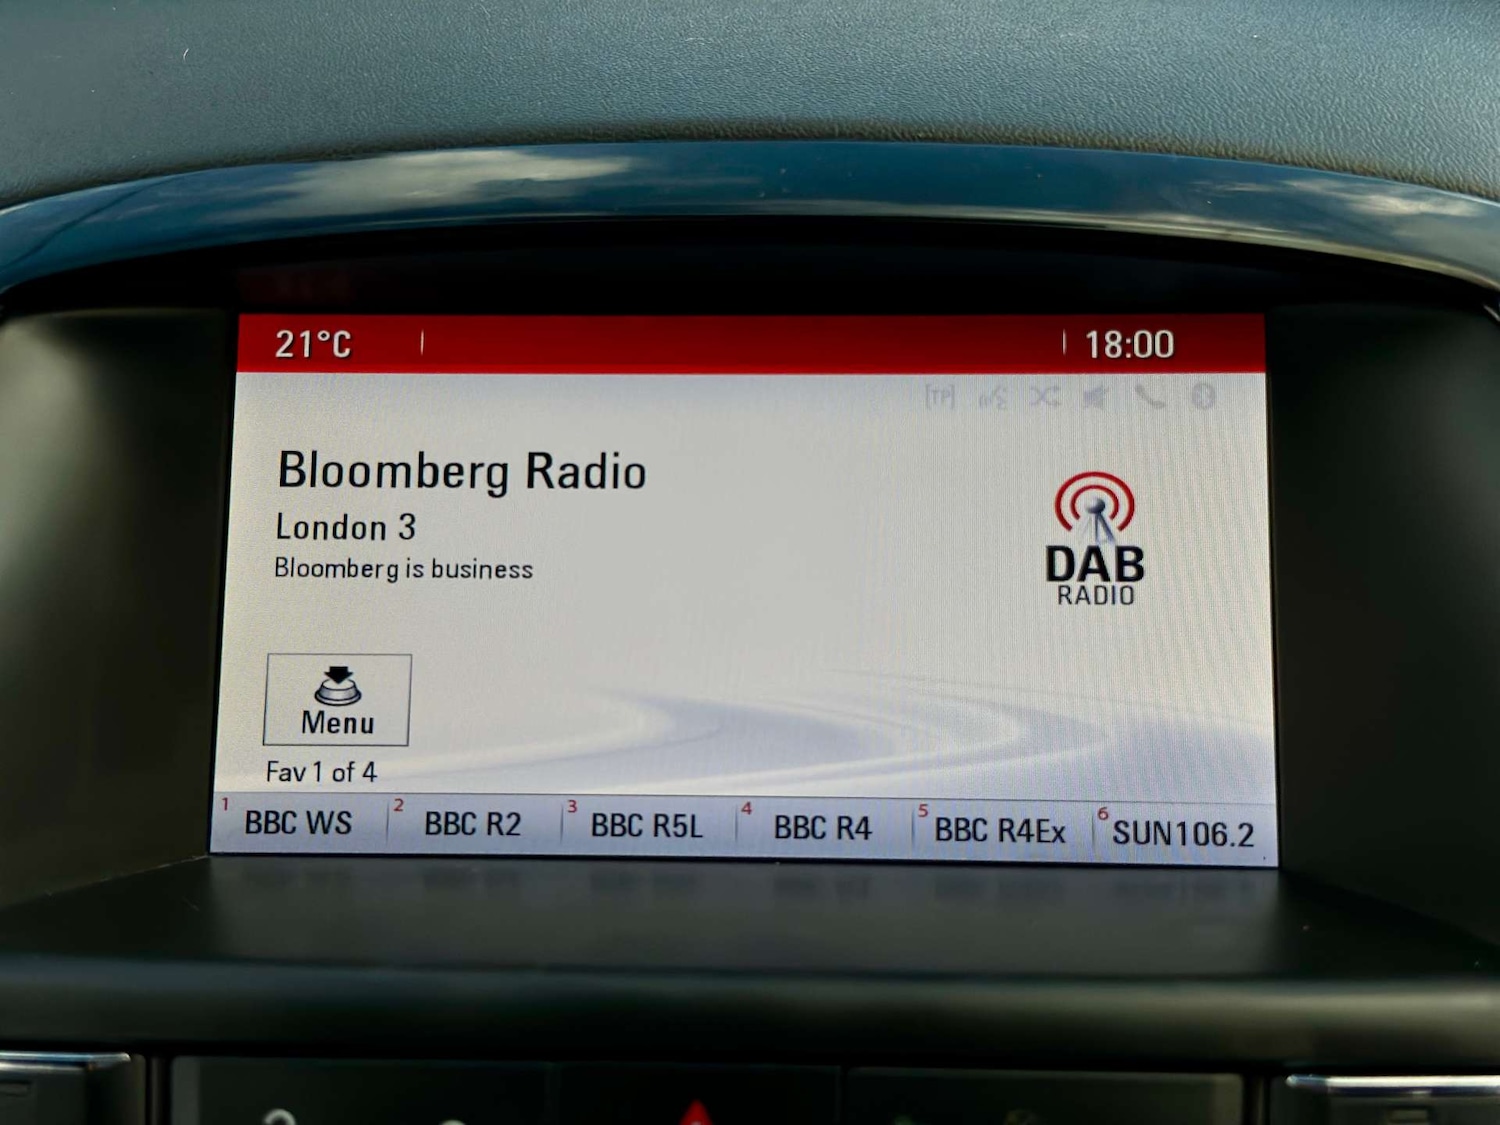 21°C 18:00
[TP]
Bloomberg Radio
London 3
Bloomberg is business
DAB
RADIO
Menu
Fav 1 of 4
1 BBC WS 2 BBC R2 3 BBC R5L 4 BBC R4 5 BBC R4Ex 6 SUN106.2